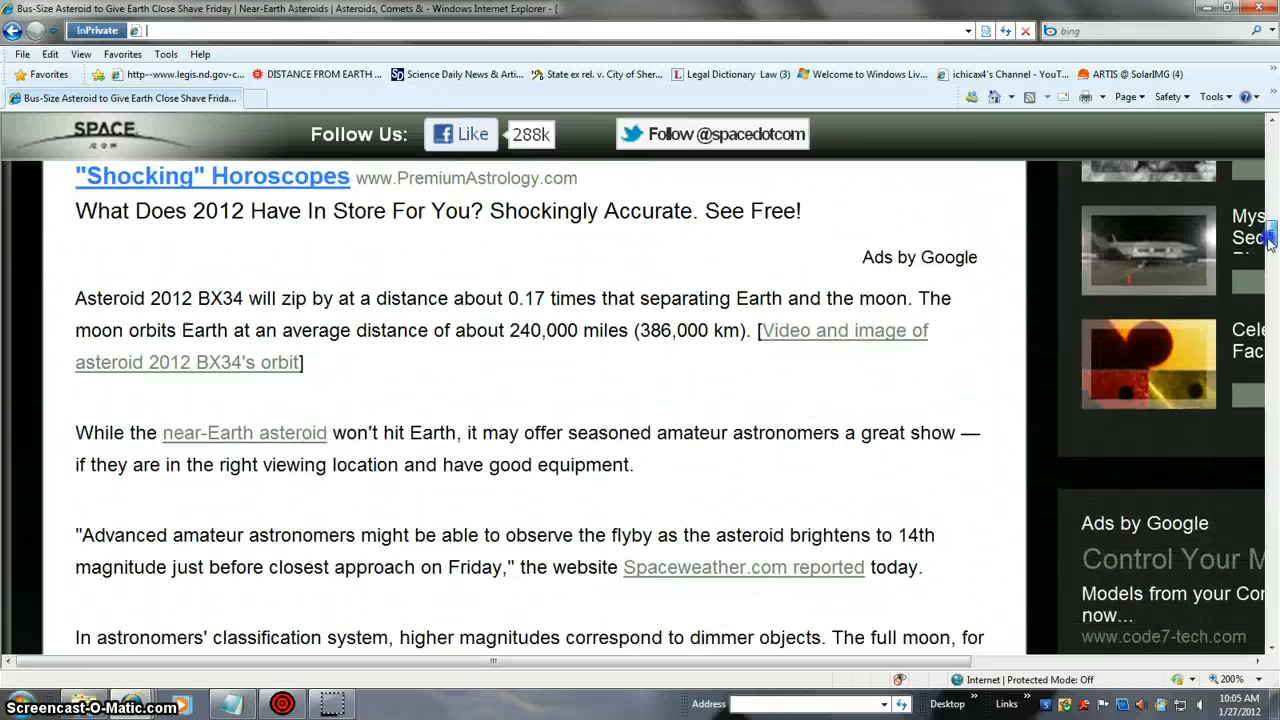 Bus-Size Asteroid to Give Earth Close Shave Friday | Near-Earth Asteroids | Asteroids, Comets & - Windows Internet Explorer - [
InPrivate
bing
File Edit View Favorites Tools Help
Favorites http--www.legis.nd.gov-c... DISTANCE FROM EARTH ... Science Daily News & Arti... State ex rel. v. City of Sher... Legal Dictionary Law (3) Welcome to Windows Liv... ichicax4's Channel - YouT... ARTIS @ SolarIMG (4)
Bus-Size Asteroid to Give Earth Close Shave Frida...
Page Safety Tools
SPACE
.COM
Follow Us: Like 288k Follow @spacedotcom
"Shocking" Horoscopes www.PremiumAstrology.com
What Does 2012 Have In Store For You? Shockingly Accurate. See Free!
Ads by Google
Asteroid 2012 BX34 will zip by at a distance about 0.17 times that separating Earth and the moon. The
moon orbits Earth at an average distance of about 240,000 miles (386,000 km). [Video and image of
asteroid 2012 BX34's orbit]
While the near-Earth asteroid won't hit Earth, it may offer seasoned amateur astronomers a great show —
if they are in the right viewing location and have good equipment.
"Advanced amateur astronomers might be able to observe the flyby as the asteroid brightens to 14th
magnitude just before closest approach on Friday," the website Spaceweather.com reported today.
In astronomers' classification system, higher magnitudes correspond to dimmer objects. The full moon, for
Mys
Sec
Cele
Fac
Ads by Google
Control Your M
Models from your Cor
now...
www.code7-tech.com
Internet | Protected Mode: Off
200%
Screencast-O-Matic.com
Address
Desktop
Links
10:05 AM
1/27/2012